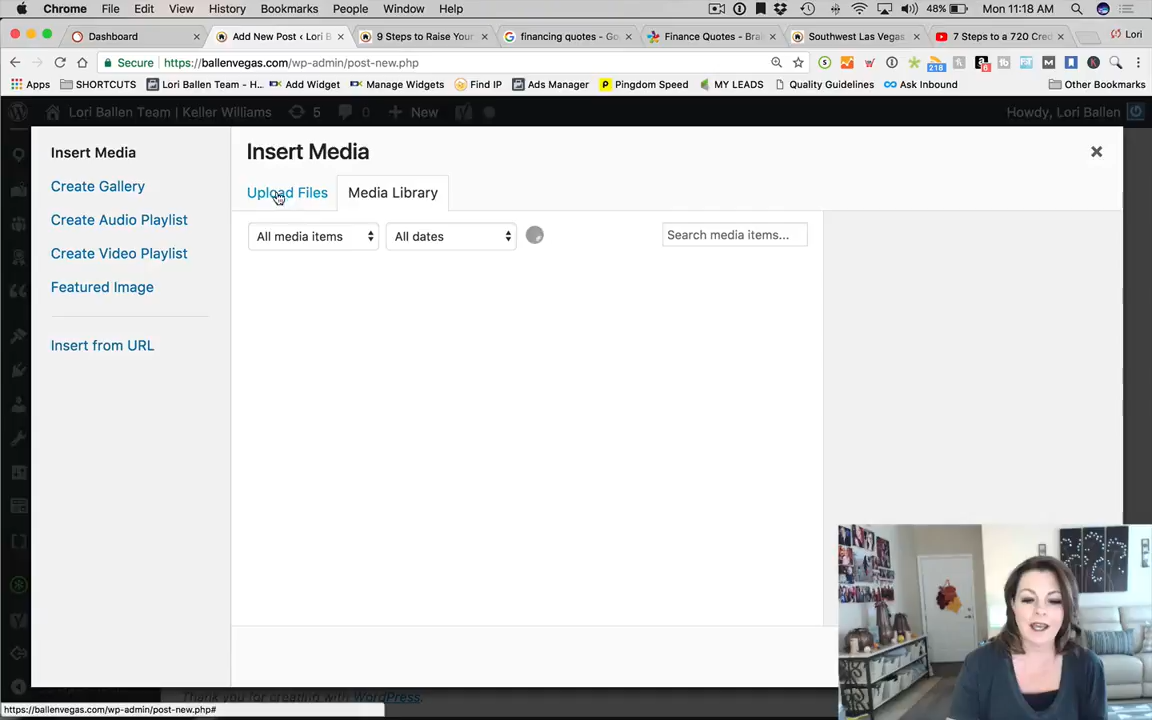 Chrome File Edit View History Bookmarks People Window Help 48% Mon 11:18 AM
Dashboard × Add New Post ‹ Lori B × 9 Steps to Raise Your × financing quotes - Go × Finance Quotes - Brai × Southwest Las Vegas × 7 Steps to a 720 Cred × Lori
Secure https://ballenvegas.com/wp-admin/post-new.php
Apps SHORTCUTS Lori Ballen Team - H... Add Widget Manage Widgets Find IP Ads Manager Pingdom Speed MY LEADS Quality Guidelines Ask Inbound Other Bookmarks
Lori Ballen Team | Keller Williams 5 0 New Howdy, Lori Ballen
Insert Media
Create Gallery
Create Audio Playlist
Create Video Playlist
Featured Image
Insert from URL
Insert Media ×
Upload Files Media Library
All media items All dates Search media items...
Thank you for creating with WordPress.
https://ballenvegas.com/wp-admin/post-new.php#